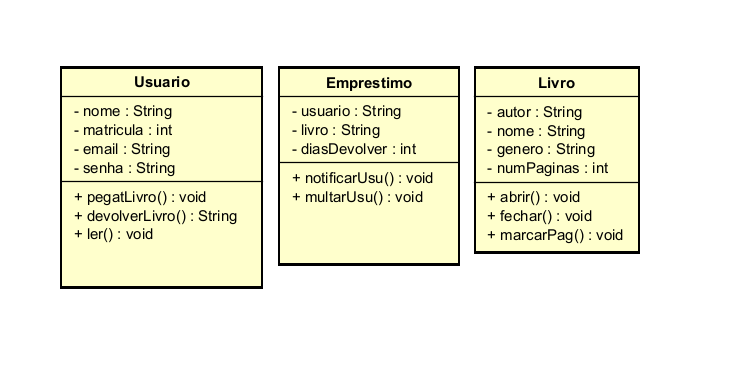 Usuario
- nome : String
- matricula : int
- email : String
- senha : String
+ pegatLivro() : void
+ devolverLivro() : String
+ ler() : void
Emprestimo
- usuario : String
- livro : String
- diasDevolver : int
+ notificarUsu() : void
+ multarUsu() : void
Livro
- autor : String
- nome : String
- genero : String
- numPaginas : int
+ abrir() : void
+ fechar() : void
+ marcarPag() : void